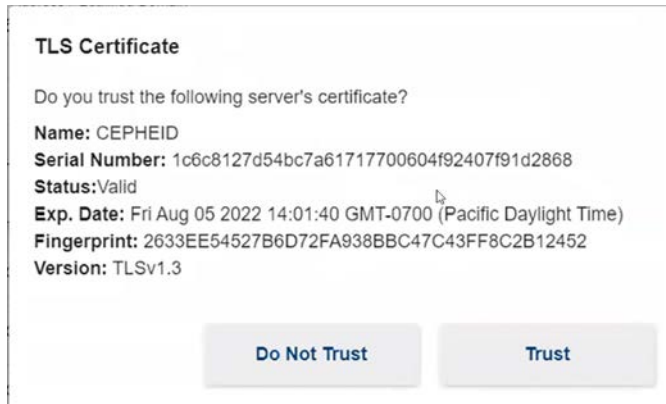 TLS Certificate
Do you trust the following server's certificate?
Name: CEPHEID
Serial Number: 1c6c8127d54bc7a61717700604f92407f91d2868
Status:Valid
Exp. Date: Fri Aug 05 2022 14:01:40 GMT-0700 (Pacific Daylight Time)
Fingerprint: 2633EE54527B6D72FA938BBC47C43FF8C2B12452
Version: TLSv1.3
Do Not Trust Trust